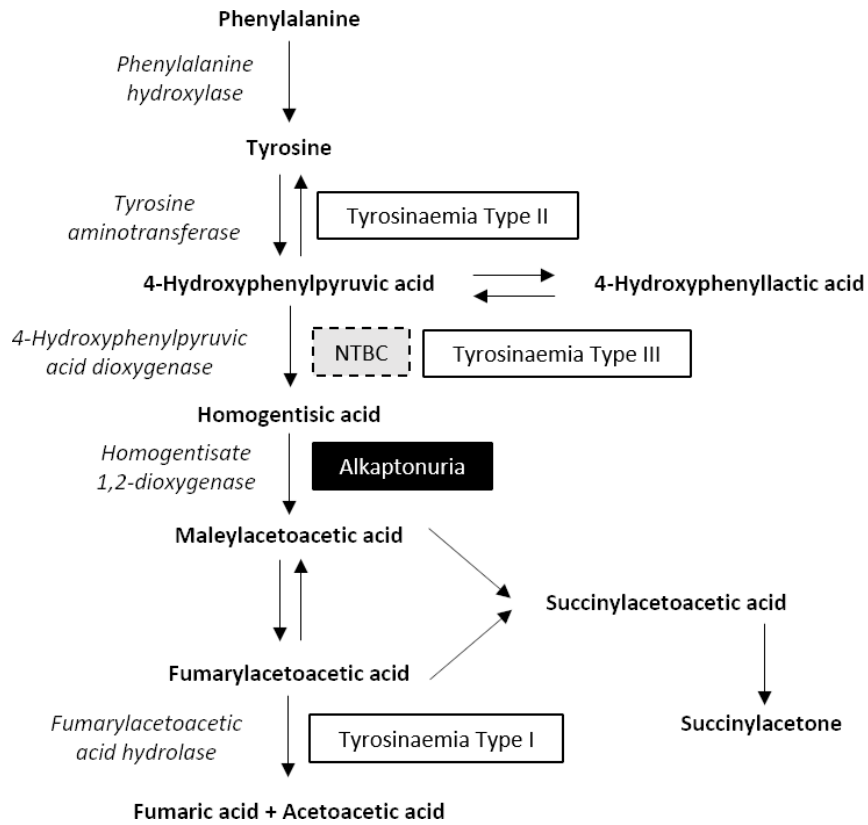 Phenylalanine
Phenylalanine
hydroxylase
Tyrosine
Tyrosine
aminotransferase
Tyrosinaemia Type II
4-Hydroxyphenylpyruvic acid
4-Hydroxyphenyllactic acid
4-Hydroxyphenylpyruvic
acid dioxygenase
NTBC
Tyrosinaemia Type III
Homogentisic acid
Homogentisate
1,2-dioxygenase
Alkaptonuria
Maleylacetoacetic acid
Succinylacetoacetic acid
Fumarylacetoacetic acid
Fumarylacetoacetic
acid hydrolase
Tyrosinaemia Type I
Succinylacetone
Fumaric acid + Acetoacetic acid